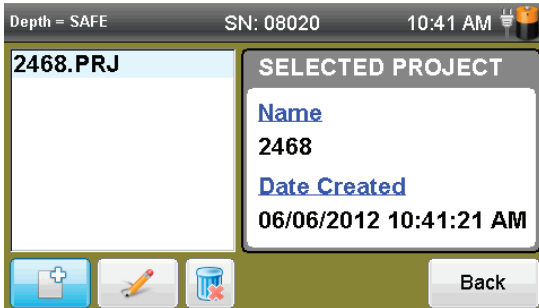 Depth = SAFE SN: 08020 10:41 AM
2468.PRJ
SELECTED PROJECT
Name
2468
Date Created
06/06/2012 10:41:21 AM
Back